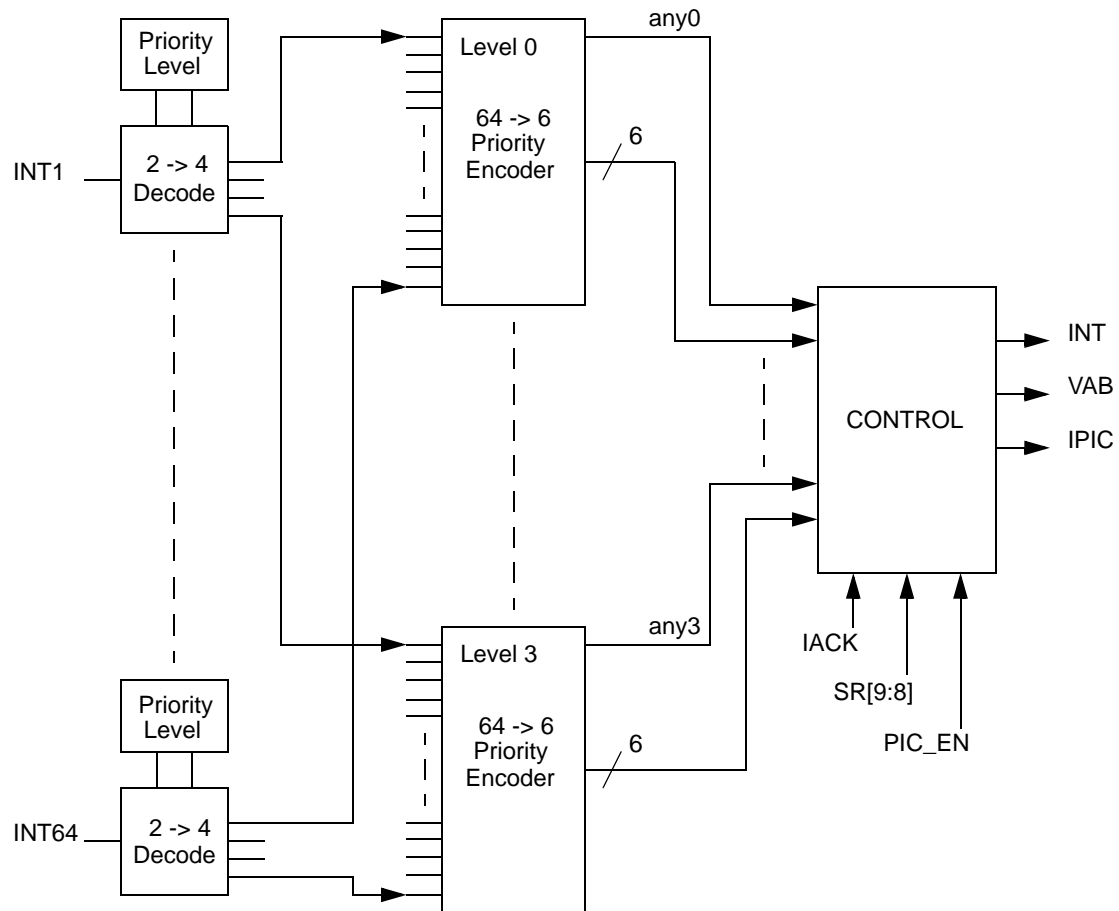 Priority
Level
INT1
2 -> 4
Decode
Level 0
64 -> 6
Priority
Encoder
any0
6
CONTROL
INT
VAB
IPIC
IACK
SR[9:8]
PIC_EN
Priority
Level
INT64
2 -> 4
Decode
Level 3
64 -> 6
Priority
Encoder
any3
6